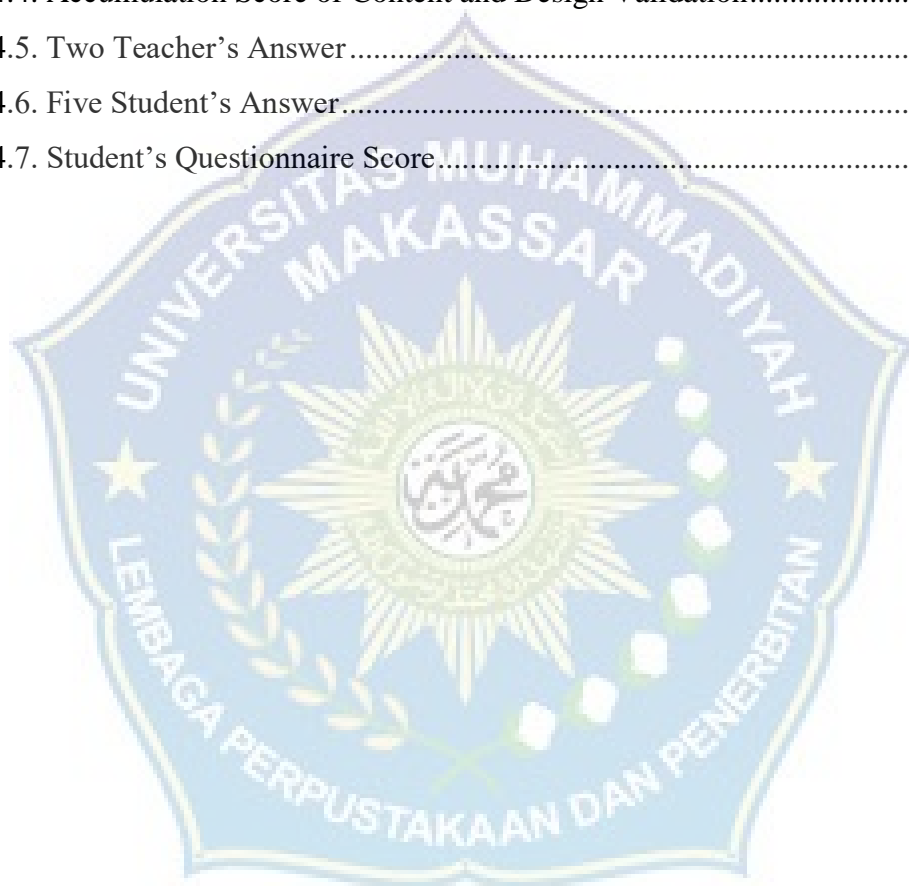 4.4. Accumulation Score of Content and Design Validation
4.5. Two Teacher's Answer
4.6. Five Student's Answer
4.7. Student's Questionnaire Score
UNIVERSITAS MUHAMMADIYAH
MAKASSAR
LEMBAGA PERPUSTAKAAN DAN PENERBITAN